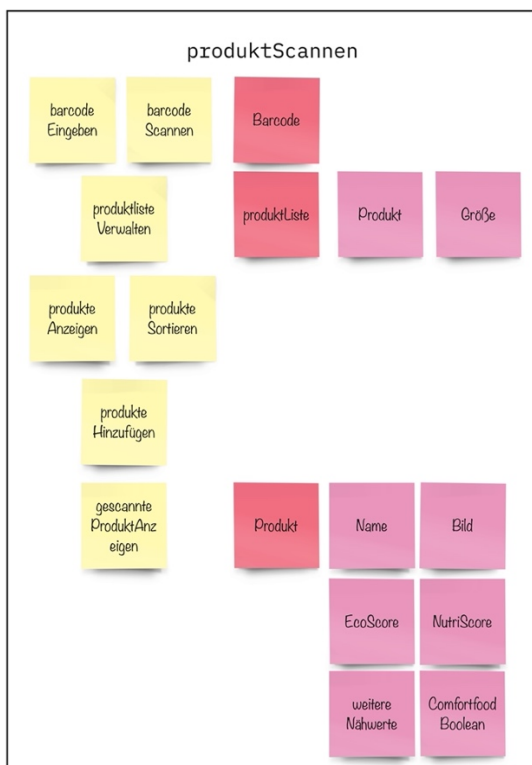 produktScannen
barcode
Eingeben
barcode
Scannen
Barcode
produktliste
Verwalten
produktListe
Produkt
Größe
produkte
Anzeigen
produkte
Sortieren
produkte
Hinzufügen
gescannte
ProduktAnz
eigen
Produkt
Name
Bild
EcoScore
NutriScore
weitere
Nährwerte
Comfortfood
Boolean